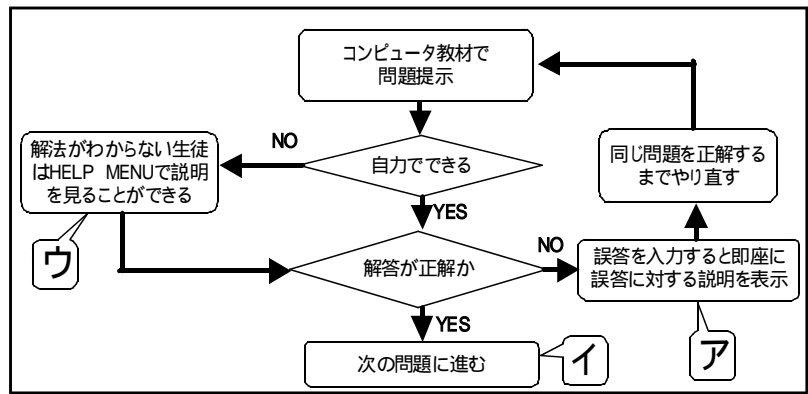 コンピュータ教材で
問題提示
NO
解法がわからない生徒
はHELP MENUで説明
を見ることができる
自力でできる
同じ問題を正解する
までやり直す
YES
ウ
解答が正解か
NO
誤答を入力すると即座に
誤答に対する説明を表示
YES
次の問題に進む
イ
ア